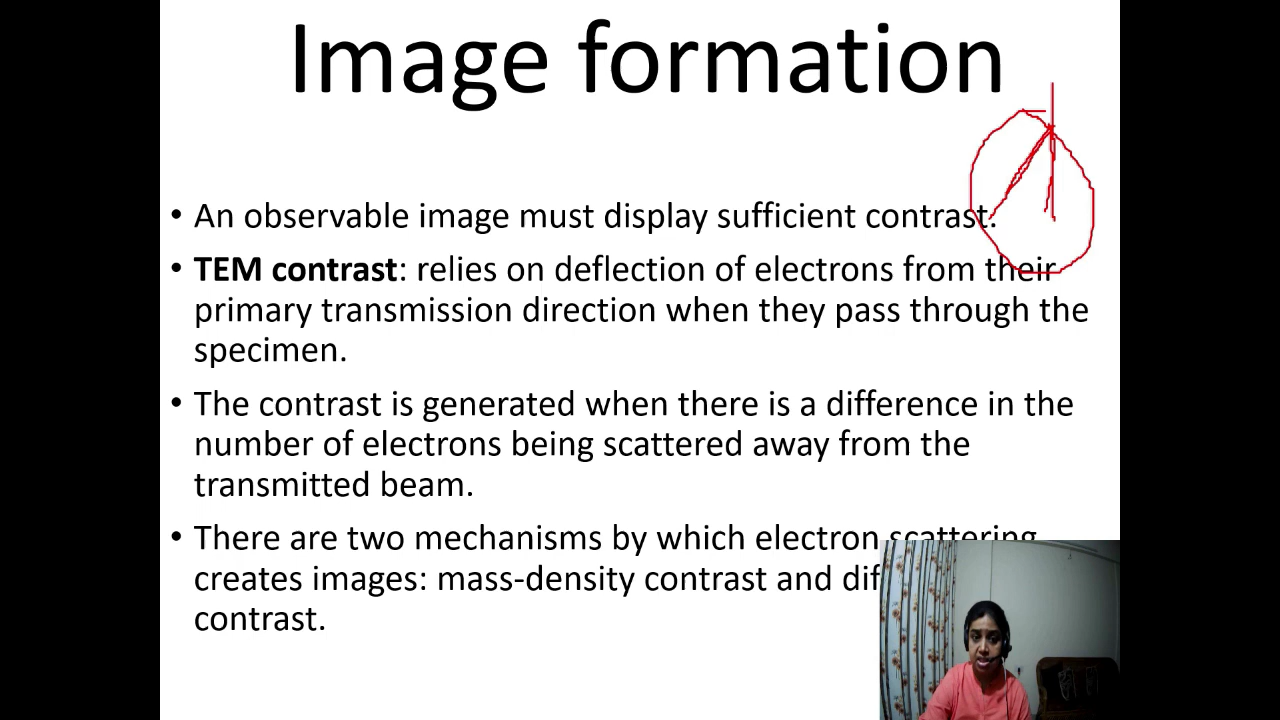 Image formation
• An observable image must display sufficient contrast.
• TEM contrast: relies on deflection of electrons from their
primary transmission direction when they pass through the
specimen.
• The contrast is generated when there is a difference in the
number of electrons being scattered away from the
transmitted beam.
• There are two mechanisms by which electron scattering
creates images: mass-density contrast and
contrast.